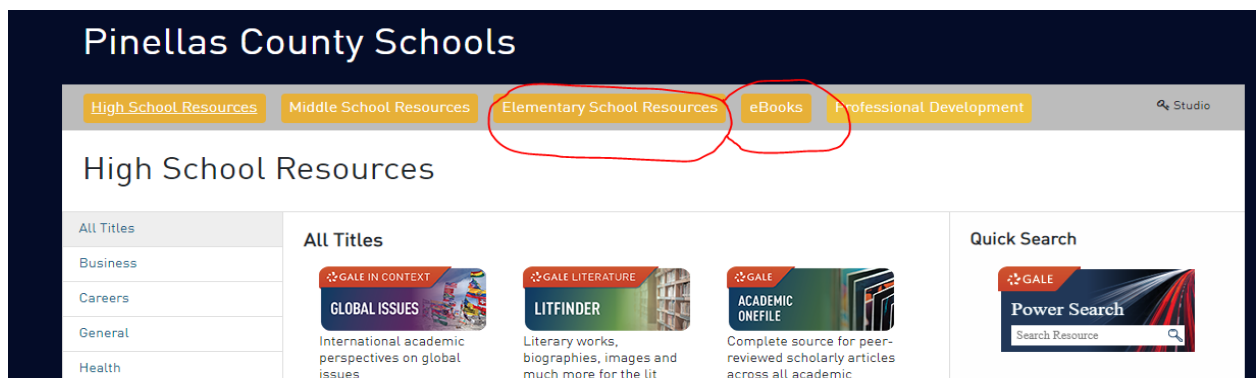 Pinellas County Schools
High School Resources Middle School Resources Elementary School Resources eBooks Professional Development Studio
High School Resources
All Titles
Business
Careers
General
Health
All Titles
GALE IN CONTEXT
GLOBAL ISSUES
International academic
perspectives on global
issues
GALE LITERATURE
LITFINDER
Literary works,
biographies, images and
much more for the lit
GALE
ACADEMIC
ONEFILE
Complete source for peer-
reviewed scholarly articles
across all academic
Quick Search
GALE
Power Search
Search Resource